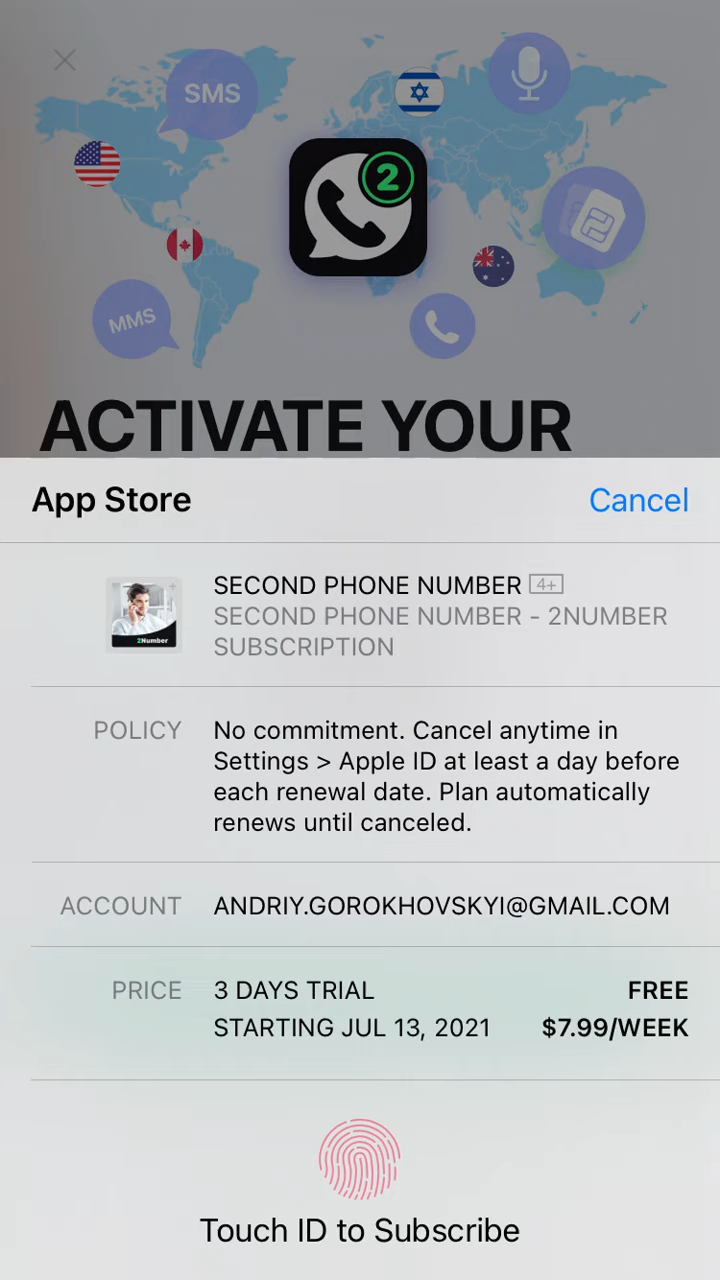 SMS
2
MMS
ACTIVATE YOUR
App Store
Cancel
2Number
SECOND PHONE NUMBER 4+
SECOND PHONE NUMBER - 2NUMBER
SUBSCRIPTION
POLICY
No commitment. Cancel anytime in
Settings > Apple ID at least a day before
each renewal date. Plan automatically
renews until canceled.
ACCOUNT
ANDRIY.GOROKHOVSKYI@GMAIL.COM
PRICE
3 DAYS TRIAL FREE
STARTING JUL 13, 2021 $7.99/WEEK
Touch ID to Subscribe